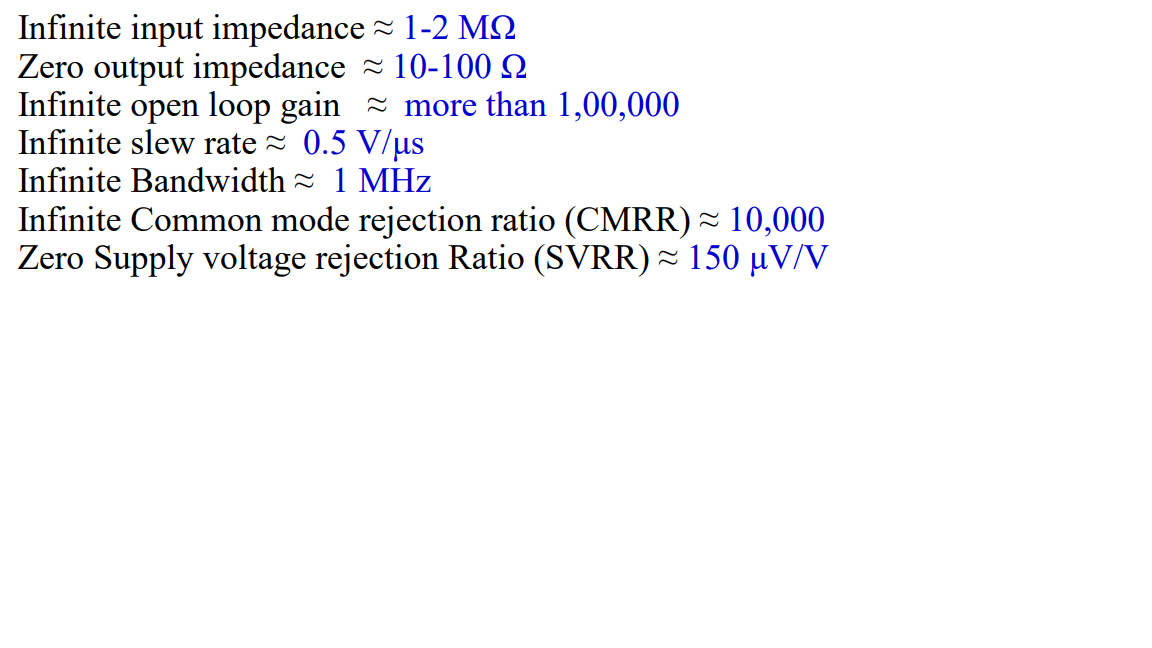 Infinite input impedance ≈ 1-2 MΩ
Zero output impedance ≈ 10-100 Ω
Infinite open loop gain ≈ more than 1,00,000
Infinite slew rate ≈ 0.5 V/μs
Infinite Bandwidth ≈ 1 MHz
Infinite Common mode rejection ratio (CMRR) ≈ 10,000
Zero Supply voltage rejection Ratio (SVRR) ≈ 150 μV/V